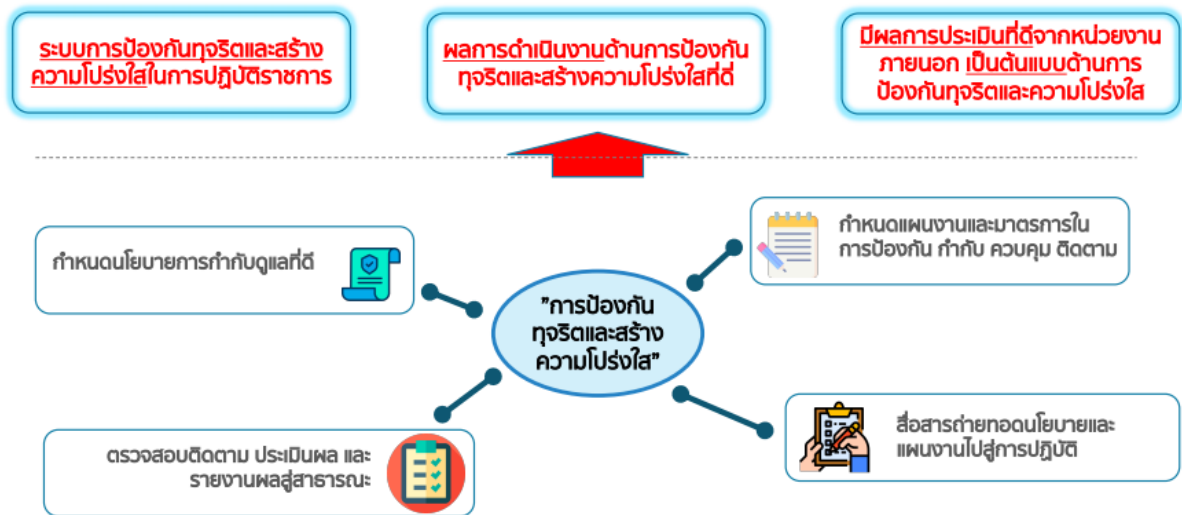 ระบบการป้องกันทุจริตและสร้าง
ความโปร่งใสในการปฏิบัติราชการ
ผลการดำเนินงานด้านการป้องกัน
ทุจริตและสร้างความโปร่งใสที่ดี
มีผลการประเมินที่ดีจากหน่วยงาน
ภายนอก เป็นต้นแบบด้านการ
ป้องกันทุจริตและความโปร่งใส
กำหนดนโยบายการกำกับดูแลที่ดี
กำหนดแผนงานและมาตรการใน
การป้องกัน กำกับ ควบคุม ติดตาม
"การป้องกัน
ทุจริตและสร้าง
ความโปร่งใส"
ตรวจสอบติดตาม ประเมินผล และ
รายงานผลสู่สาธารณะ
สื่อสารถ่ายทอดนโยบายและ
แผนงานไปสู่การปฏิบัติ